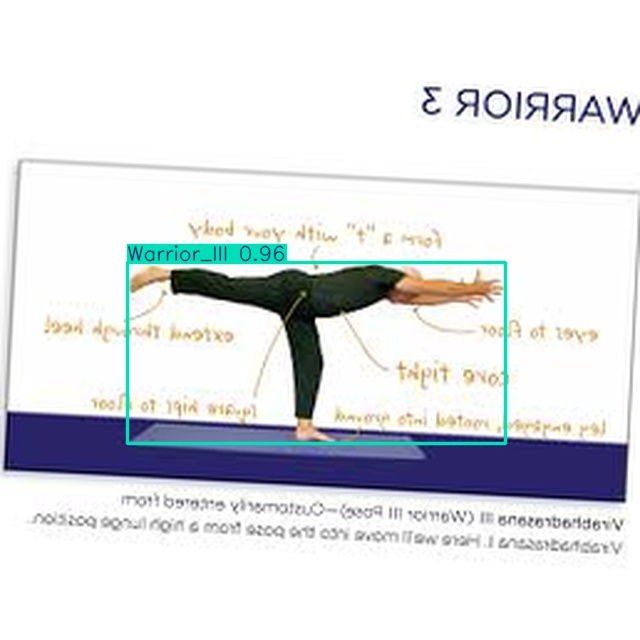 WARRIOR 3
form a "t" with your body
Warrior_III 0.96
extend through heel
eyes to floor
core tight
square hips to floor
leg engaged, rooted into ground
Virabhadrasana III (Warrior III Pose)—Customarily entered from
Virabhadrasana I. Here we'll move into the pose from a high lunge position.